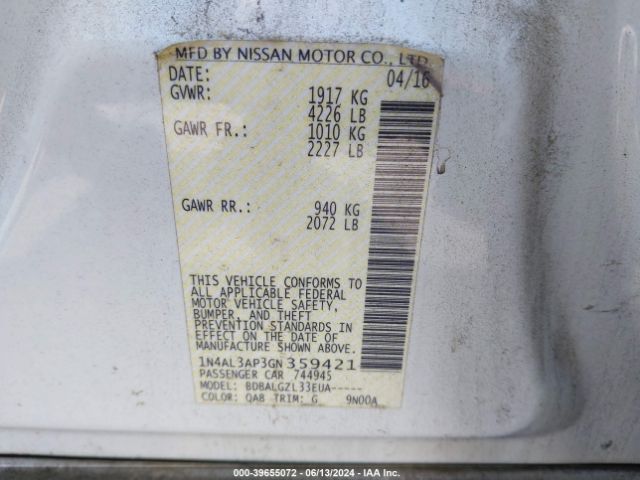 MFD BY NISSAN MOTOR CO., LTD.
DATE: 04/16
GVWR: 1917 KG
4226 LB
GAWR FR.: 1010 KG
2227 LB
GAWR RR.: 940 KG
2072 LB
THIS VEHICLE CONFORMS TO
ALL APPLICABLE FEDERAL
MOTOR VEHICLE SAFETY,
BUMPER, AND THEFT
PREVENTION STANDARDS IN
EFFECT ON THE DATE OF
MANUFACTURE SHOWN ABOVE.
1N4AL3AP3GN359421
PASSENGER CAR 744945
MODEL: BDBALGZL33EUA-----
COLOR: QAB TRIM: G 9N00A
000-39655072 - 06/13/2024 - IAA Inc.